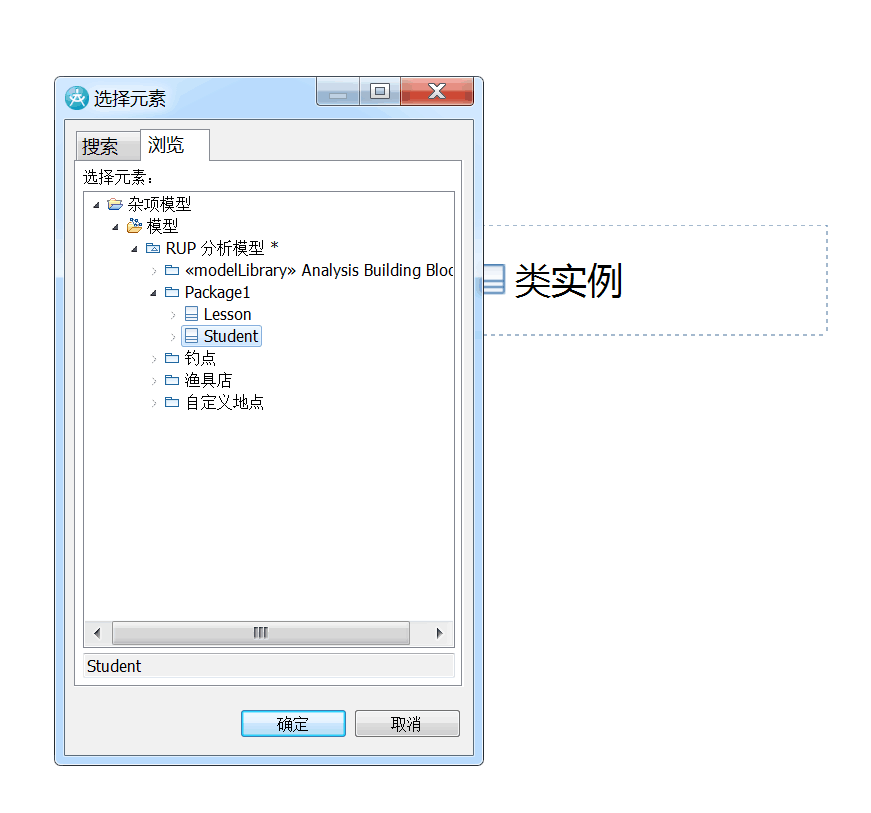 选择元素
搜索
浏览
选择元素:
杂项模型
模型
RUP 分析模型 *
«modelLibrary» Analysis Building Bloc
Package1
Lesson
Student
钓点
渔具店
自定义地点
Student
确定
取消
类实例